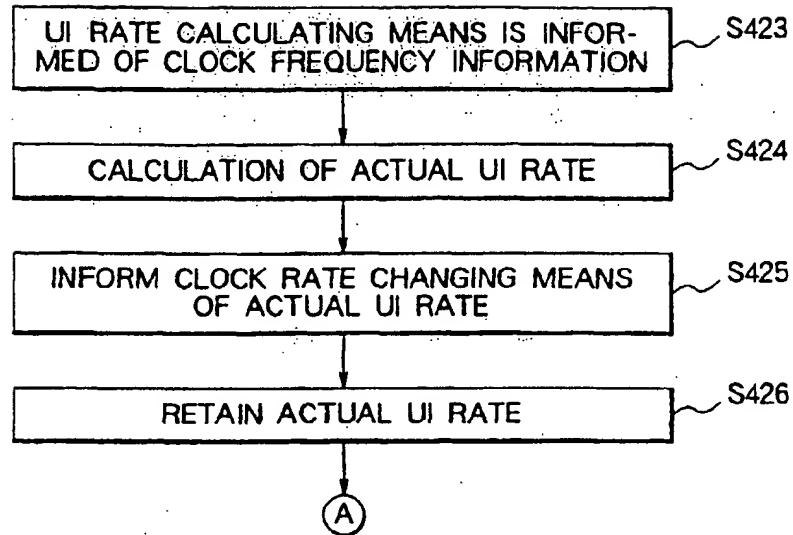 UI RATE CALCULATING MEANS IS INFOR-
MED OF CLOCK FREQUENCY INFORMATION
S423
CALCULATION OF ACTUAL UI RATE
S424
INFORM CLOCK RATE CHANGING MEANS
OF ACTUAL UI RATE
S425
RETAIN ACTUAL UI RATE
S426
A